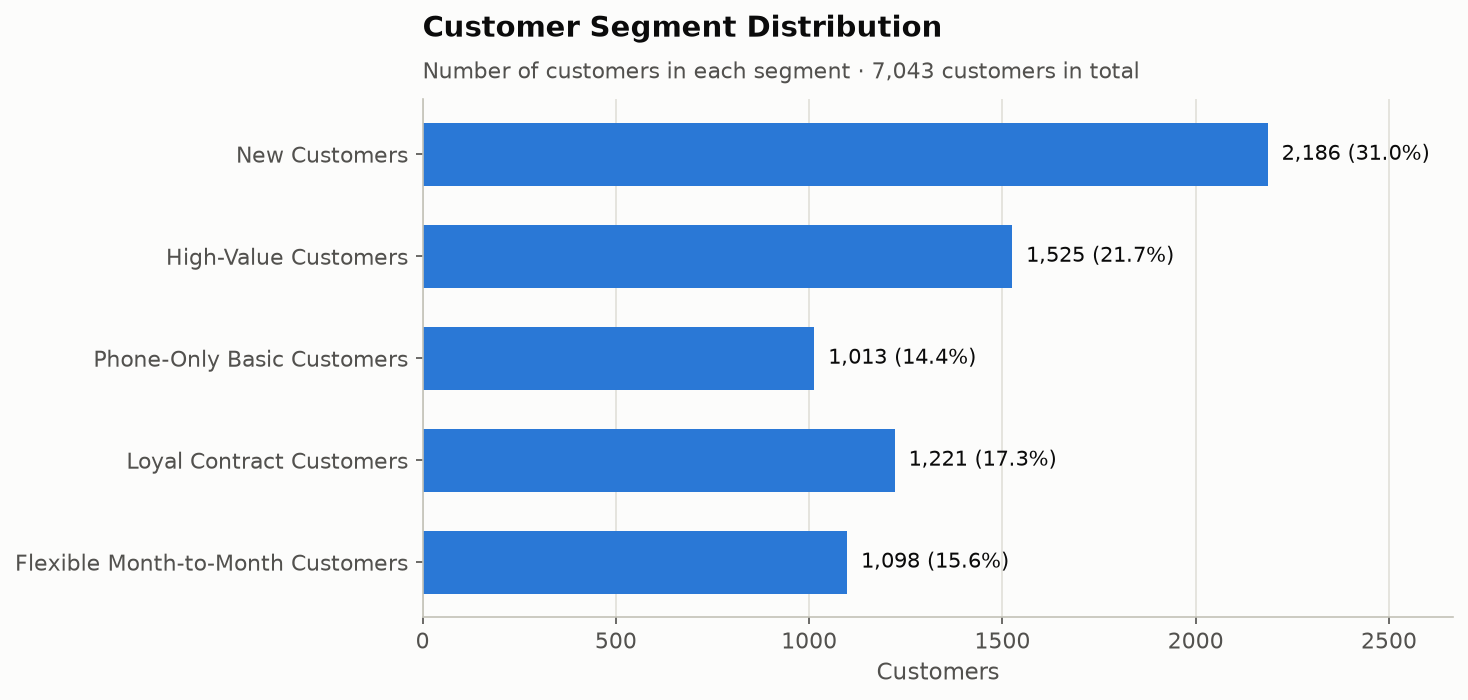 Customer Segment Distribution
Number of customers in each segment · 7,043 customers in total
New Customers
2,186 (31.0%)
High-Value Customers
1,525 (21.7%)
Phone-Only Basic Customers
1,013 (14.4%)
Loyal Contract Customers
1,221 (17.3%)
Flexible Month-to-Month Customers
1,098 (15.6%)
0 500 1000 1500 2000 2500
Customers